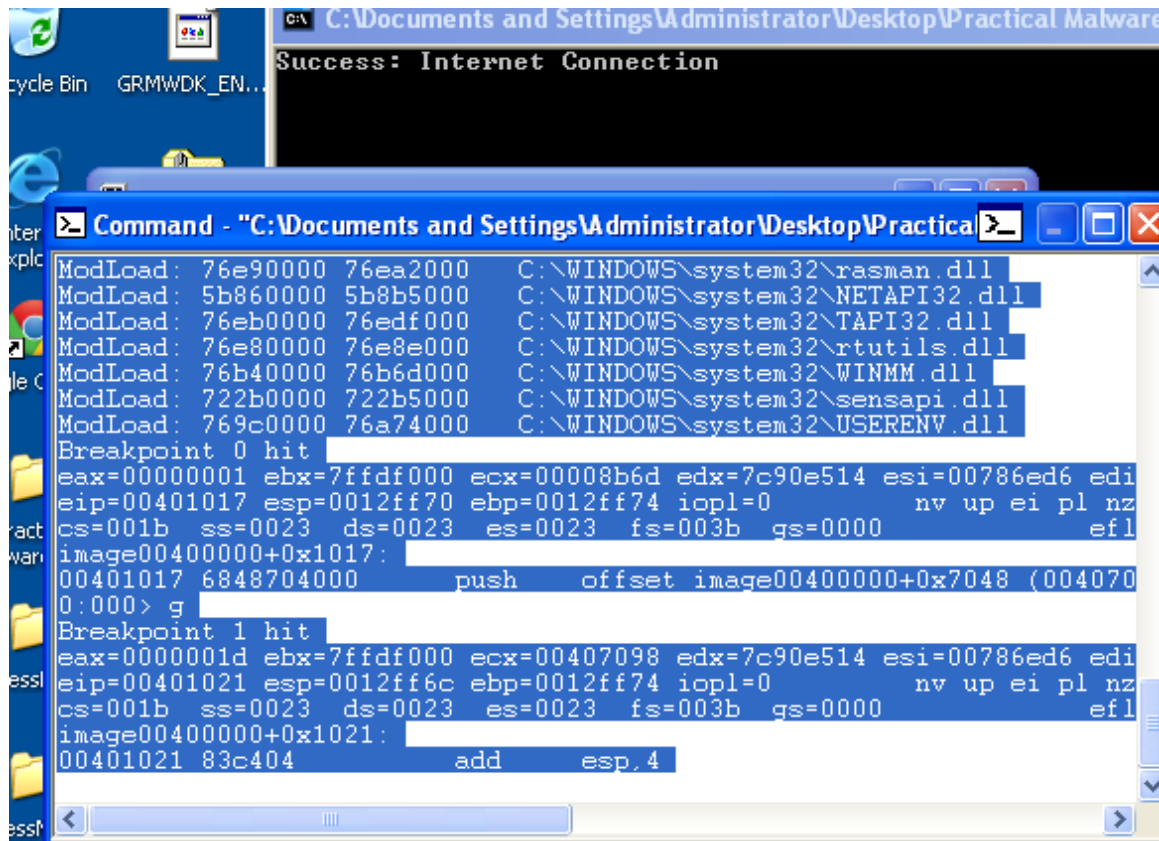 C:\Documents and Settings\Administrator\Desktop\Practical Malware
Success: Internet Connection
cycle Bin
GRMWDK_EN...
Command - "C:\Documents and Settings\Administrator\Desktop\Practical
ModLoad: 76e90000 76ea2000   C:\WINDOWS\system32\rasman.dll
ModLoad: 5b860000 5b8b5000   C:\WINDOWS\system32\NETAPI32.dll
ModLoad: 76eb0000 76edf000   C:\WINDOWS\system32\TAPI32.dll
ModLoad: 76e80000 76e8e000   C:\WINDOWS\system32\rtutils.dll
ModLoad: 76b40000 76b6d000   C:\WINDOWS\system32\WINMM.dll
ModLoad: 722b0000 722b5000   C:\WINDOWS\system32\sensapi.dll
ModLoad: 769c0000 76a74000   C:\WINDOWS\system32\USERENV.dll
Breakpoint 0 hit
eax=00000001 ebx=7ffdf000 ecx=00008b6d edx=7c90e514 esi=00786ed6 edi
eip=00401017 esp=0012ff70 ebp=0012ff74 iopl=0         nv up ei pl nz
cs=001b  ss=0023  ds=0023  es=0023  fs=003b  gs=0000             efl
image00400000+0x1017:
00401017 6848704000      push    offset image00400000+0x7048 (004070
0:000> g
Breakpoint 1 hit
eax=0000001d ebx=7ffdf000 ecx=00407098 edx=7c90e514 esi=00786ed6 edi
eip=00401021 esp=0012ff6c ebp=0012ff74 iopl=0         nv up ei pl nz
cs=001b  ss=0023  ds=0023  es=0023  fs=003b  gs=0000             efl
image00400000+0x1021:
00401021 83c404          add     esp,4